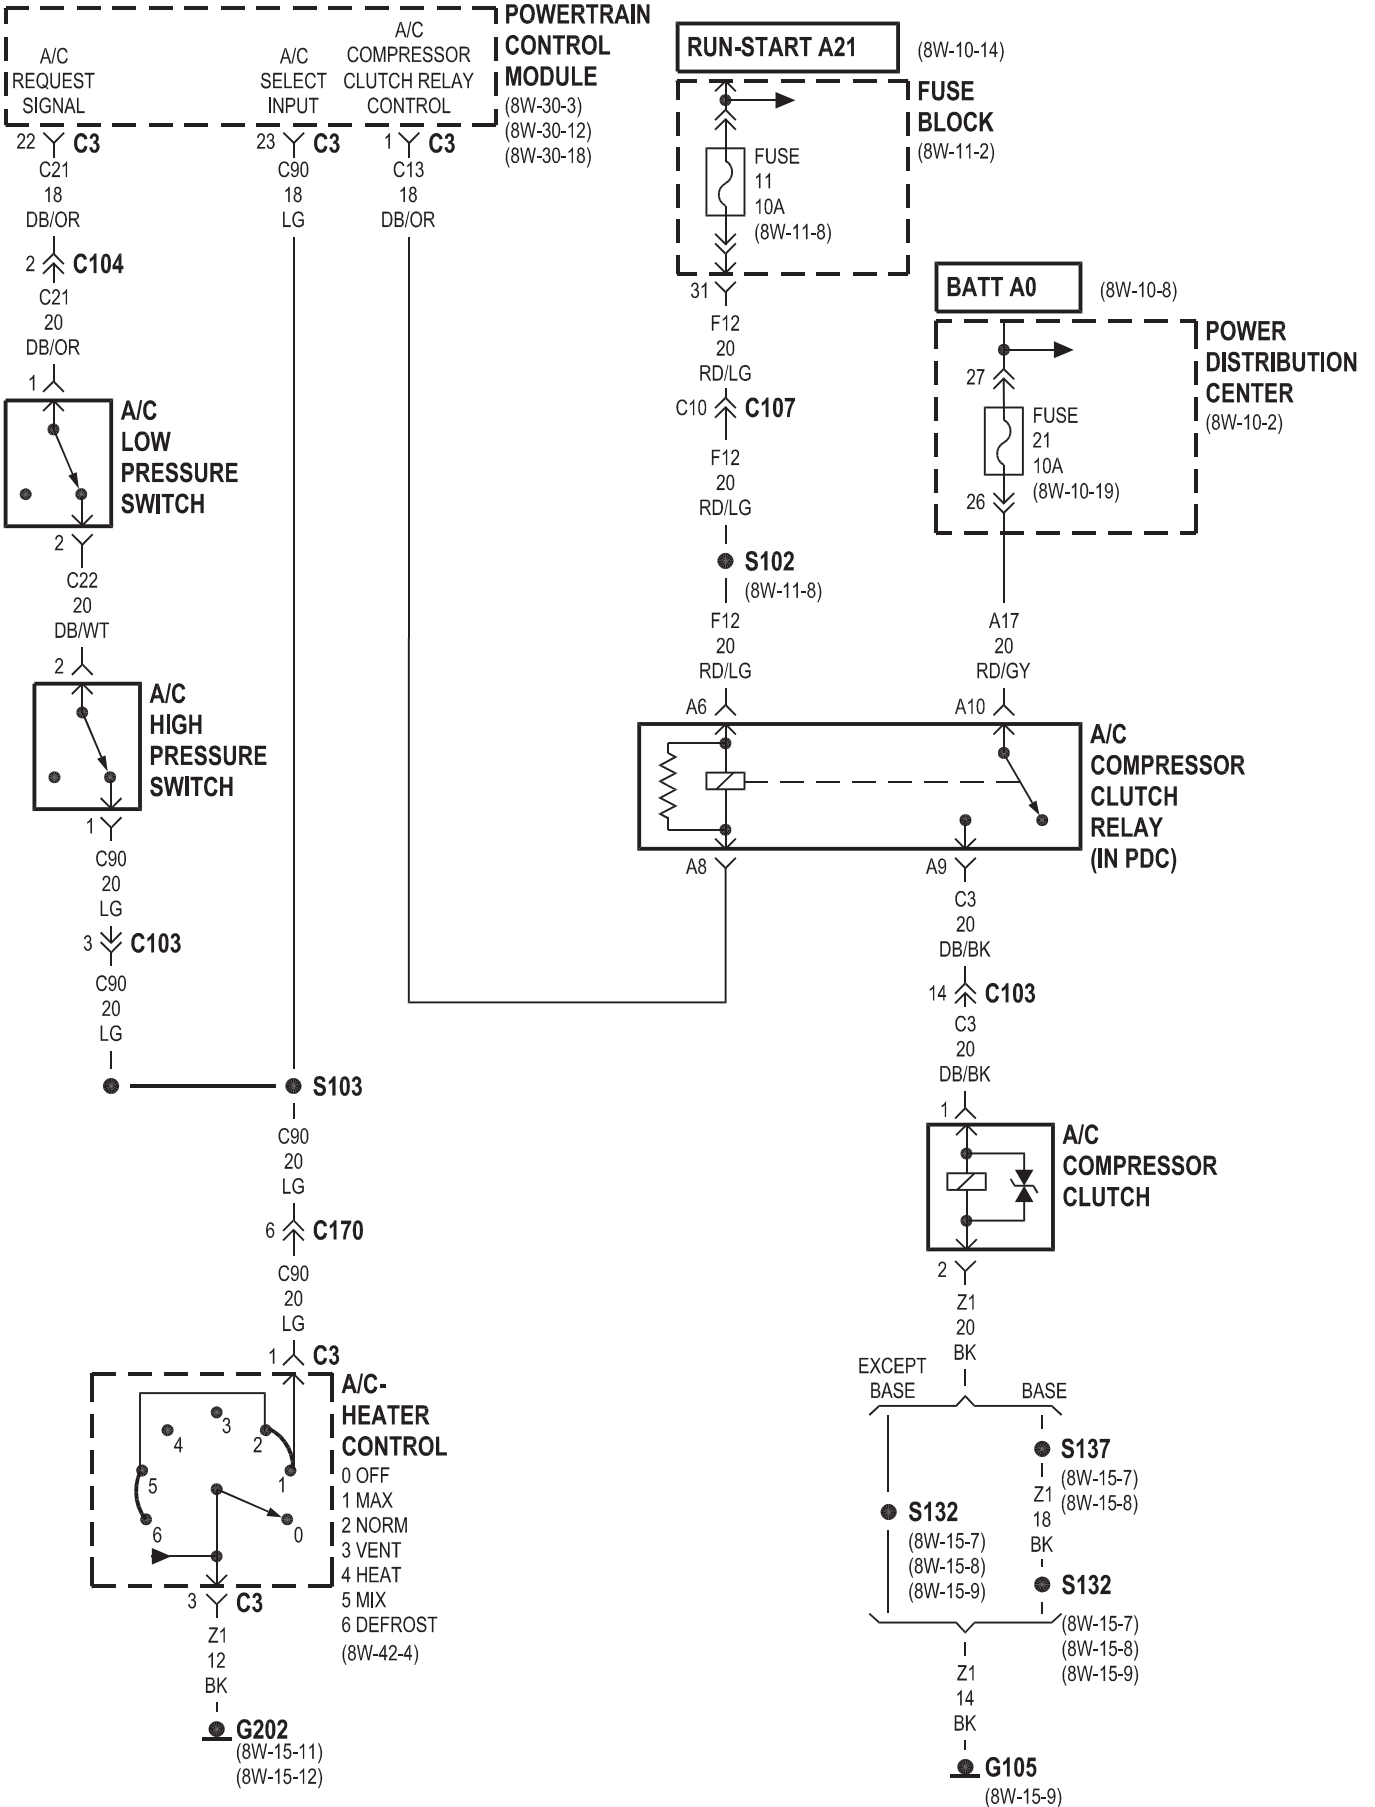 POWERTRAIN
CONTROL
MODULE
(8W-30-3)
(8W-30-12)
(8W-30-18)
A/C
REQUEST
SIGNAL
A/C
SELECT
INPUT
A/C
COMPRESSOR
CLUTCH RELAY
CONTROL
22
C3
23
C3
1
C3
C21
18
DB/OR
C90
18
LG
C13
18
DB/OR
2
C104
C21
20
DB/OR
1
A/C
LOW
PRESSURE
SWITCH
2
C22
20
DB/WT
2
A/C
HIGH
PRESSURE
SWITCH
1
C90
20
LG
3
C103
C90
20
LG
S103
C90
20
LG
6
C170
C90
20
LG
1
C3
A/C-
HEATER
CONTROL
0 OFF
1 MAX
2 NORM
3 VENT
4 HEAT
5 MIX
6 DEFROST
(8W-42-4)
3
4
2
5
1
6
0
3
C3
Z1
12
BK
G202
(8W-15-11)
(8W-15-12)
RUN-START A21
(8W-10-14)
FUSE
BLOCK
(8W-11-2)
FUSE
11
10A
(8W-11-8)
31
F12
20
RD/LG
C10
C107
F12
20
RD/LG
S102
(8W-11-8)
F12
20
RD/LG
A6
BATT A0
(8W-10-8)
POWER
DISTRIBUTION
CENTER
(8W-10-2)
27
FUSE
21
10A
(8W-10-19)
26
A17
20
RD/GY
A10
A/C
COMPRESSOR
CLUTCH
RELAY
(IN PDC)
A8
A9
C3
20
DB/BK
14
C103
C3
20
DB/BK
1
A/C
COMPRESSOR
CLUTCH
2
Z1
20
BK
EXCEPT
BASE
BASE
S137
(8W-15-7)
(8W-15-8)
Z1
18
BK
S132
(8W-15-7)
(8W-15-8)
(8W-15-9)
S132
(8W-15-7)
(8W-15-8)
(8W-15-9)
Z1
14
BK
G105
(8W-15-9)